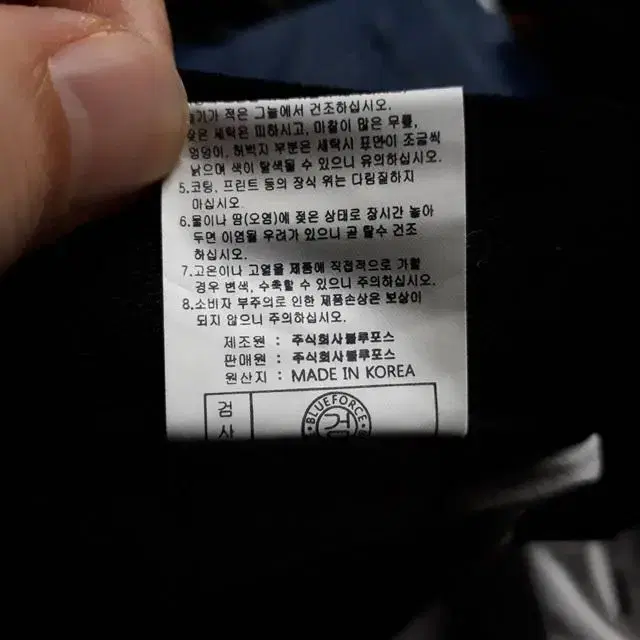 기가 적은 그늘에서 건조하십시오.
세탁은 피하시고, 마찰이 많은 무릎,
엉덩이, 허벅지 부분은 세탁시 표면이 조금씩
닳으며 색이 탈색될 수 있으니 유의하십시오.
5.코팅, 프린트 등의 장식 위는 다림질하지
마십시오.
6.물이나 땀(오염)에 젖은 상태로 장시간 놓아
두면 이염될 우려가 있으니 곧 탈수 건조
하십시오.
7.고온이나 고열을 제품에 직접적으로 가할
경우 변색, 수축할 수 있으니 주의하십시오.
8.소비자 부주의로 인한 제품손상은 보상이
되지 않으니 주의하십시오.
제조원 : 주식회사블루포스
판매원 : 주식회사블루포스
원산지 : MADE IN KOREA
검
사
BLUEFORCE
검